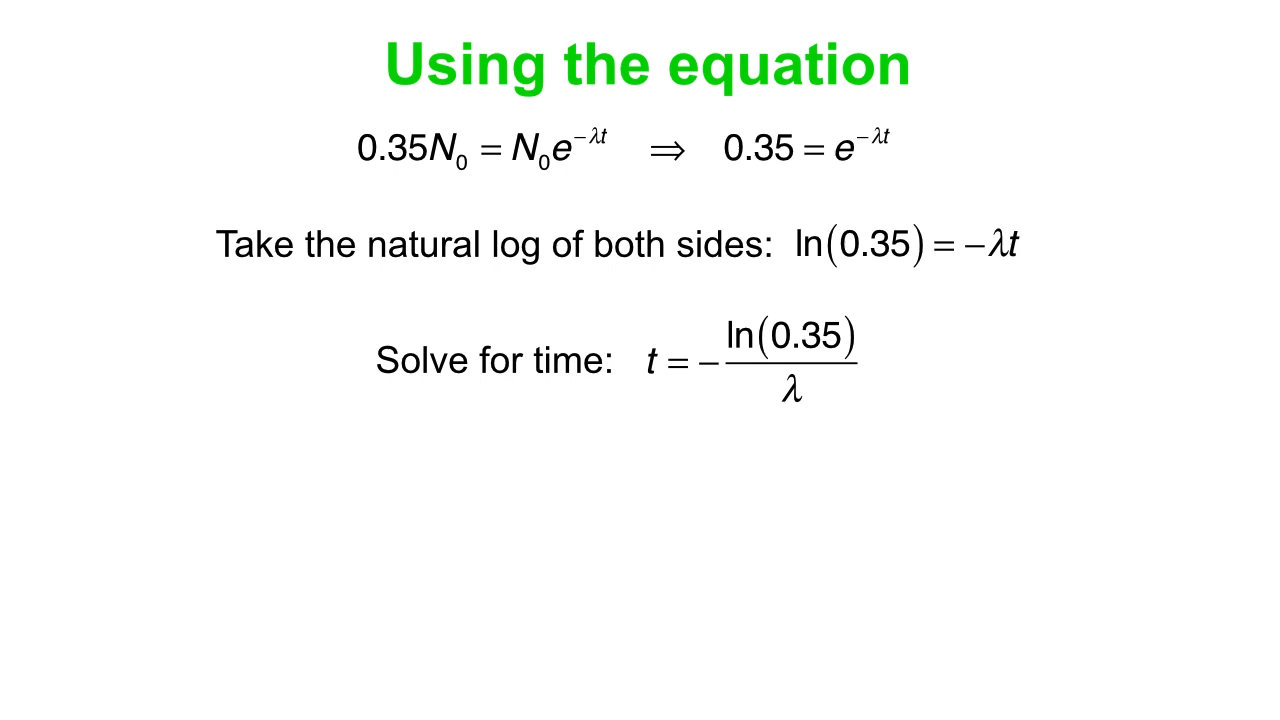 Using the equation
0.35N₀ = N₀e^{−λt} ⇒ 0.35 = e^{−λt}
Take the natural log of both sides: ln(0.35) = −λt
Solve for time: t = −\frac{ln(0.35)}{λ}